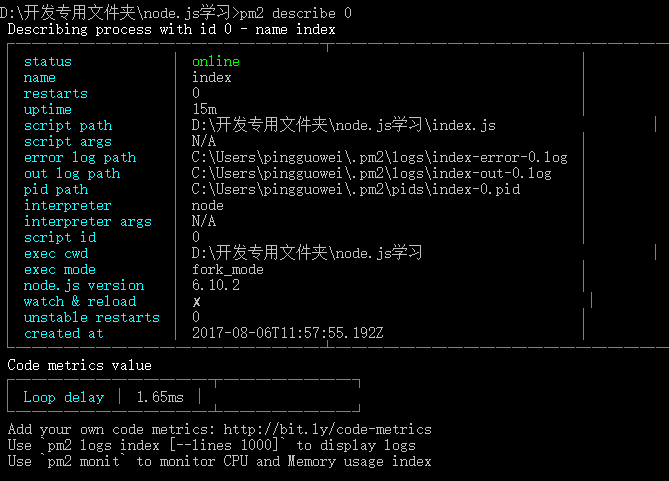 D:\开发专用文件夹\node.js学习>pm2 describe 0
Describing process with id 0 - name index
status online
name index
restarts 0
uptime 15m
script path D:\开发专用文件夹\node.js学习\index.js
script args N/A
error log path C:\Users\pingguowei\.pm2\logs\index-error-0.log
out log path C:\Users\pingguowei\.pm2\logs\index-out-0.log
pid path C:\Users\pingguowei\.pm2\pids\index-0.pid
interpreter node
interpreter args N/A
script id 0
exec cwd D:\开发专用文件夹\node.js学习
exec mode fork_mode
node.js version 6.10.2
watch & reload ✘
unstable restarts 0
created at 2017-08-06T11:57:55.192Z
Code metrics value
Loop delay 1.65ms
Add your own code metrics: http://bit.ly/code-metrics
Use `pm2 logs index [--lines 1000]` to display logs
Use `pm2 monit` to monitor CPU and Memory usage index